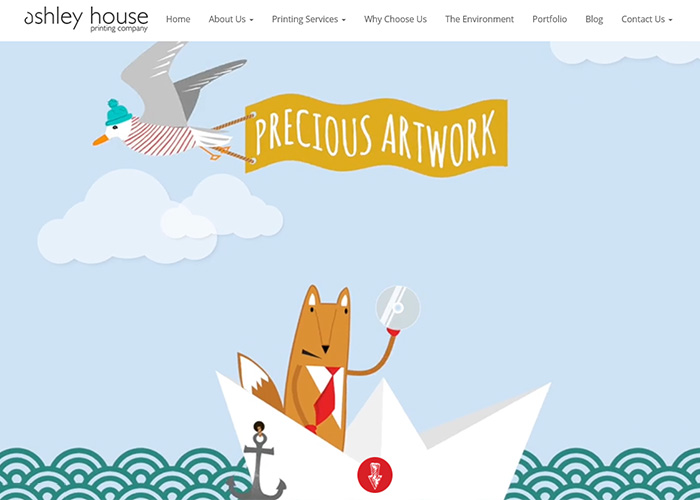 ashley house
printing company
Home About Us Printing Services Why Choose Us The Environment Portfolio Blog Contact Us
PRECIOUS ARTWORK